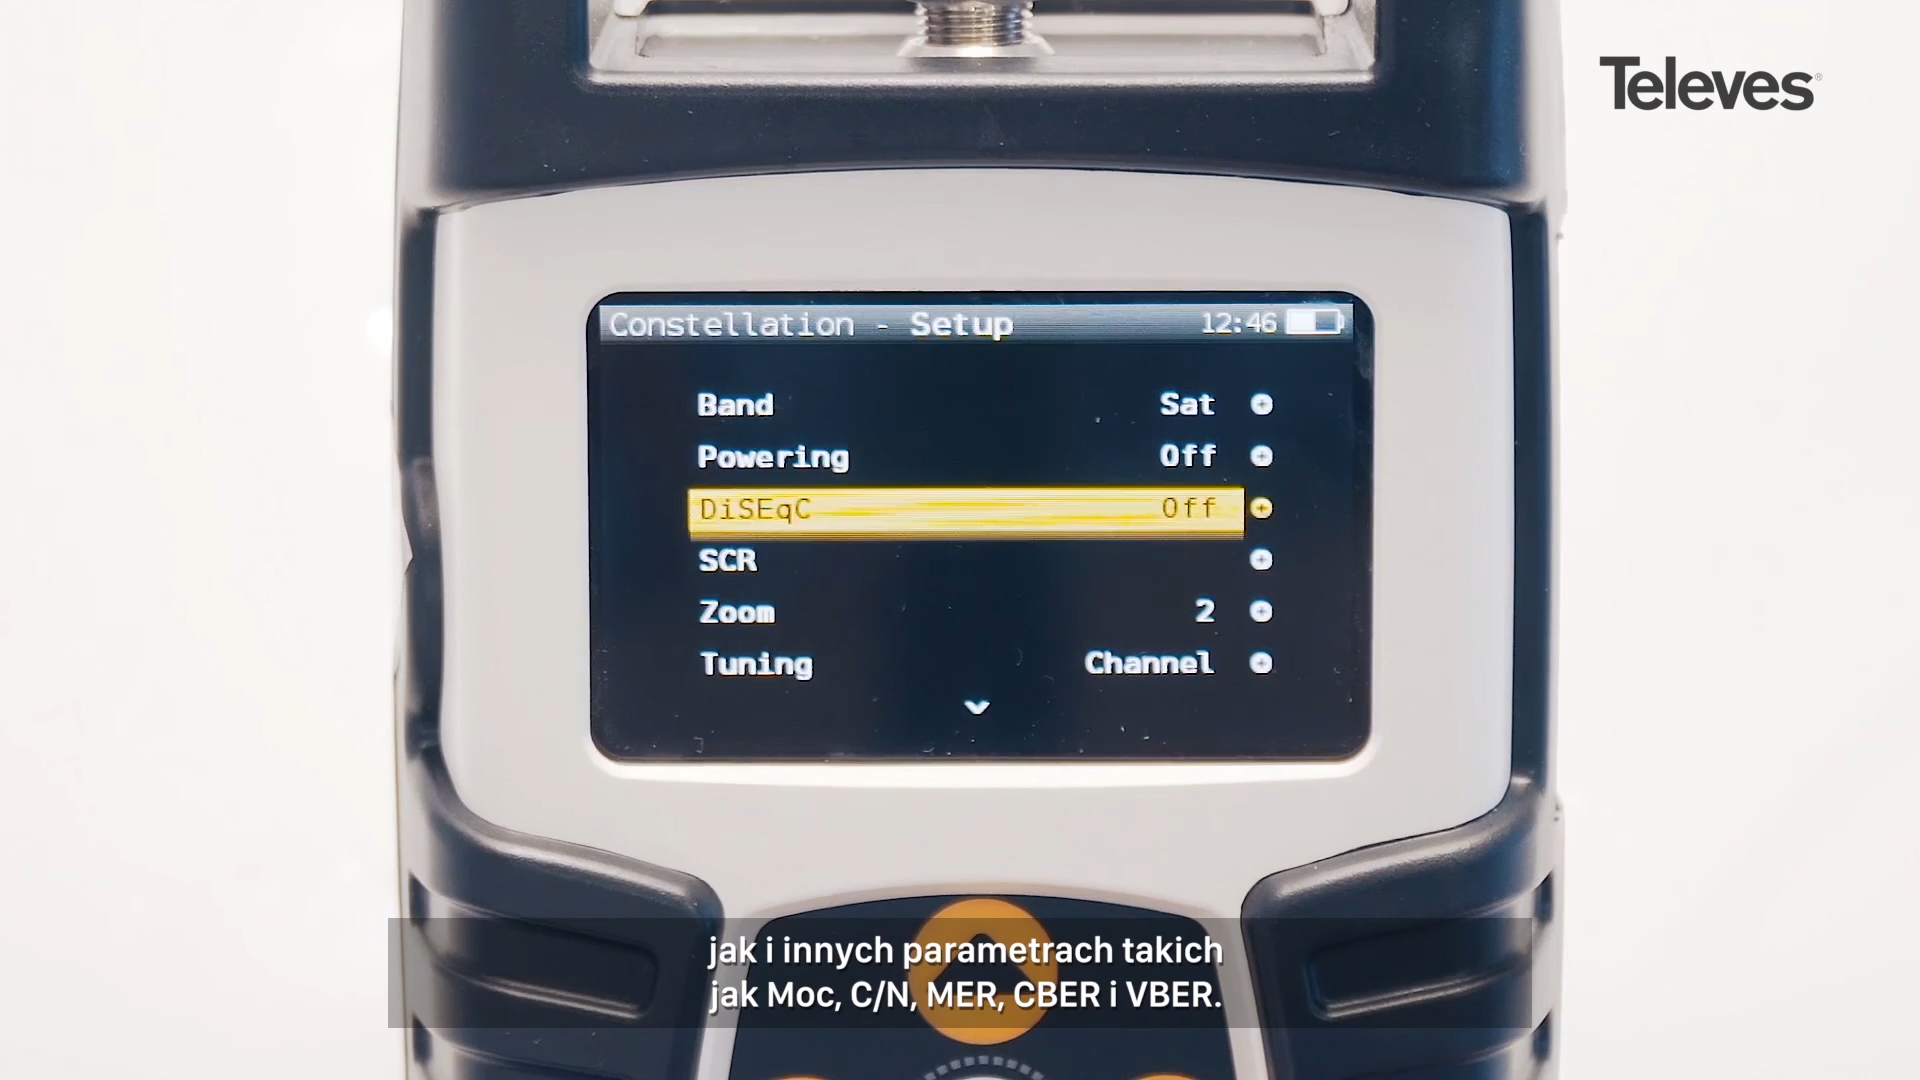 Televes
Constellation - Setup 12:46
Band Sat
Powering Off
DiSEqC Off
SCR
Zoom 2
Tuning Channel
jak i innych parametrach takich
jak Moc, C/N, MER, CBER i VBER.